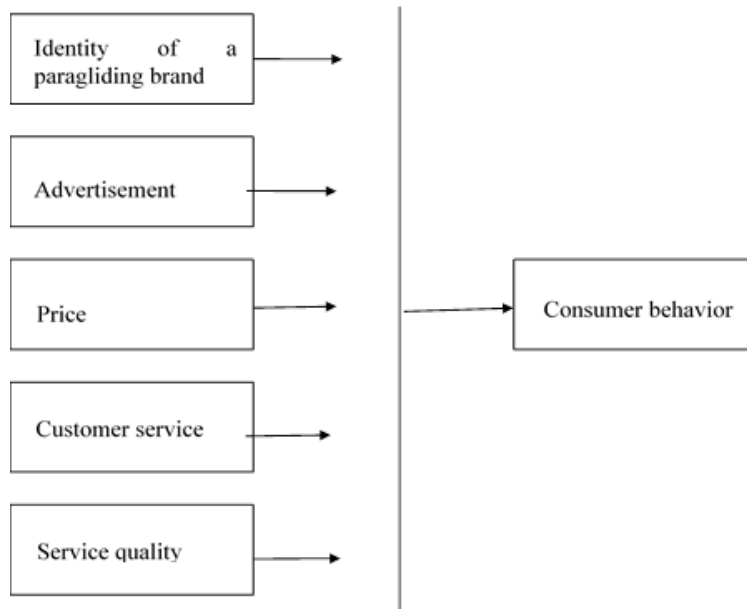 Identity of a
paragliding brand
Advertisement
Price
Consumer behavior
Customer service
Service quality